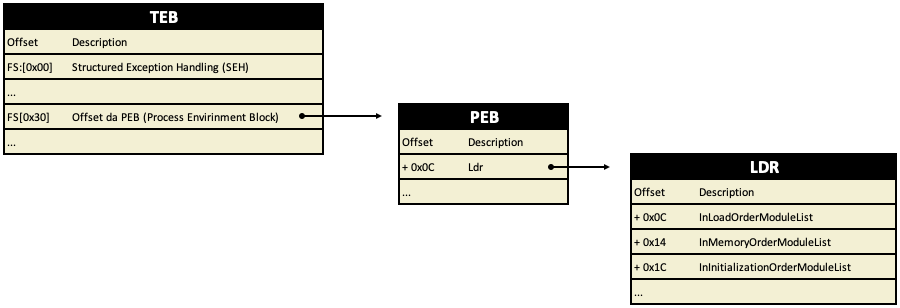 TEB
Offset Description
FS:[0x00] Structured Exception Handling (SEH)
...
FS[0x30] Offset da PEB (Process Envirinment Block)
...
PEB
Offset Description
+ 0x0C Ldr
...
LDR
Offset Description
+ 0x0C InLoadOrderModuleList
+ 0x14 InMemoryOrderModuleList
+ 0x1C InInitializationOrderModuleList
...